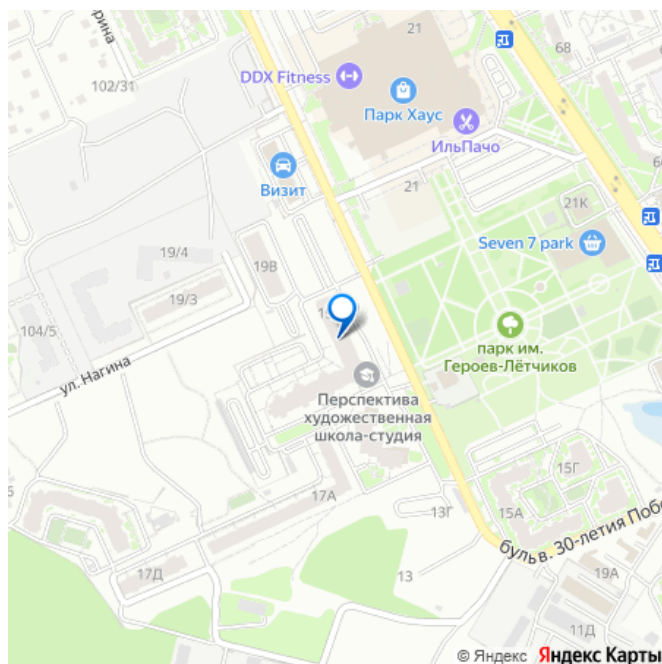 21
68
102/31
DDX Fitness
Парк Хаус
ИльПачо
Визит
21
21К
Seven 7 park
19/4
19В
19/3
104/5
ул. Нагина
парк им.
Героев-Лётчиков
Перспектива
художественная
школа-студия
15Г
17А
15А
13Г
бульв. 30-летия
17Д
13
19А
11Д
© Яндекс Яндекс Карты